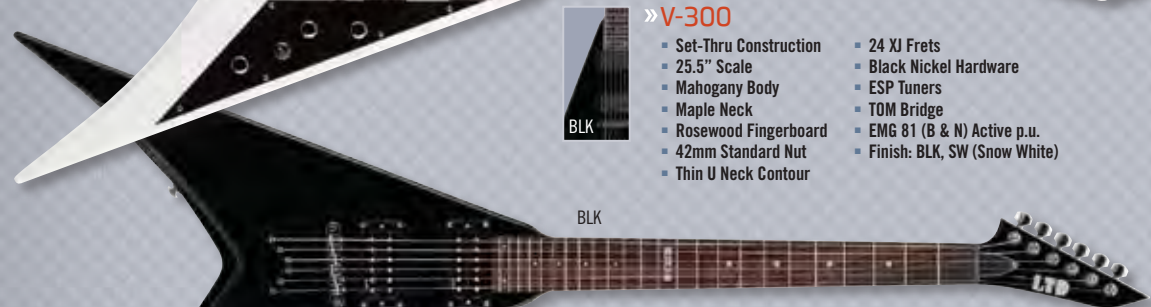 »V-300
▪ Set-Thru Construction
▪ 25.5” Scale
▪ Mahogany Body
▪ Maple Neck
▪ Rosewood Fingerboard
▪ 42mm Standard Nut
▪ Thin U Neck Contour
▪ 24 XJ Frets
▪ Black Nickel Hardware
▪ ESP Tuners
▪ TOM Bridge
▪ EMG 81 (B & N) Active p.u.
▪ Finish: BLK, SW (Snow White)
BLK
BLK
LTD